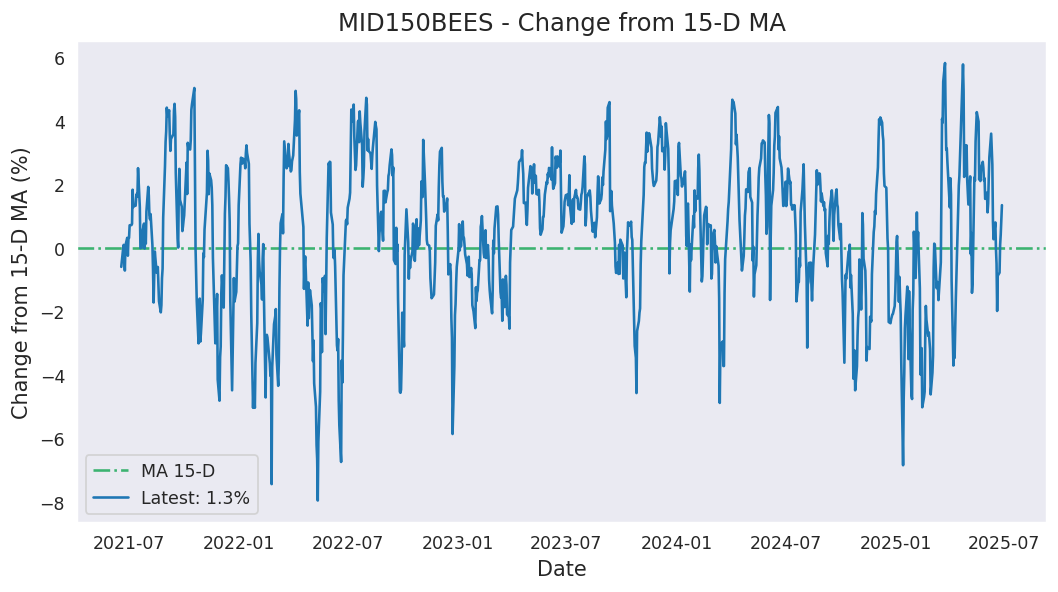 MID150BEES - Change from 15-D MA
Change from 15-D MA (%)
6
4
2
0
−2
−4
−6
−8
MA 15-D
Latest: 1.3%
2021-07 2022-01 2022-07 2023-01 2023-07 2024-01 2024-07 2025-01 2025-07
Date